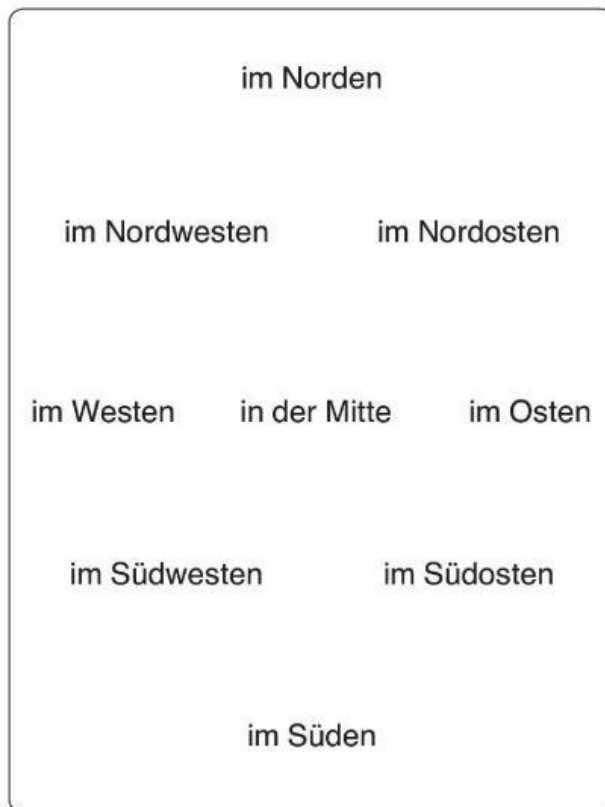 im Norden
im Nordwesten im Nordosten
im Westen in der Mitte im Osten
im Südwesten im Südosten
im Süden